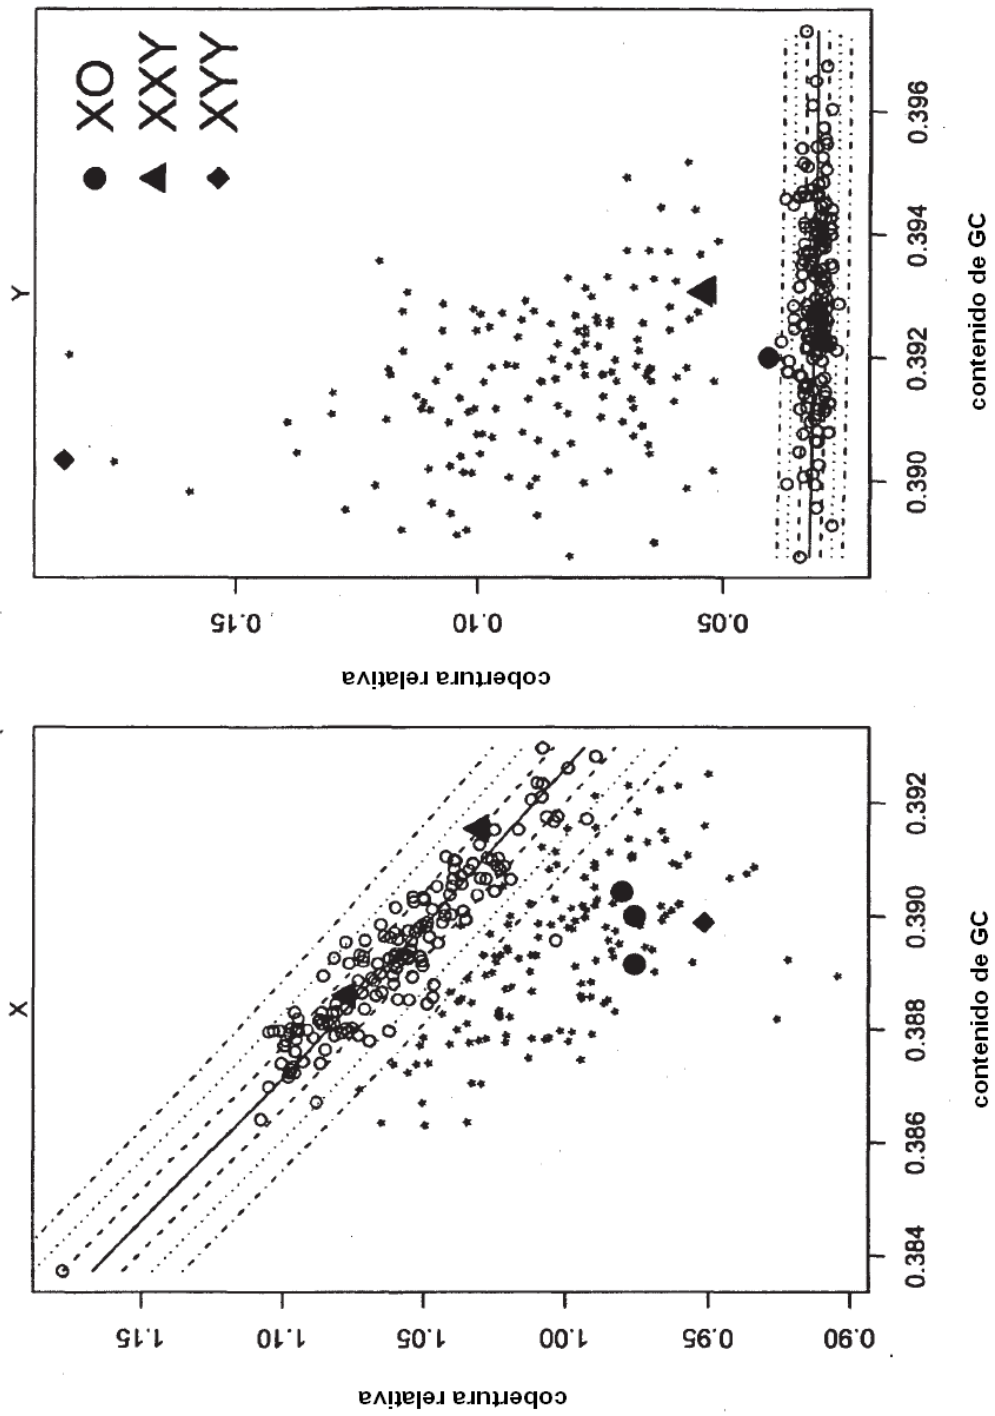 Y
XO
XXY
XYY
0.15
0.10
0.05
cobertura relativa
0.390
0.392
0.394
0.396
contenido de GC
X
1.15
1.10
1.05
1.00
0.95
0.90
cobertura relativa
0.384
0.386
0.388
0.390
0.392
contenido de GC